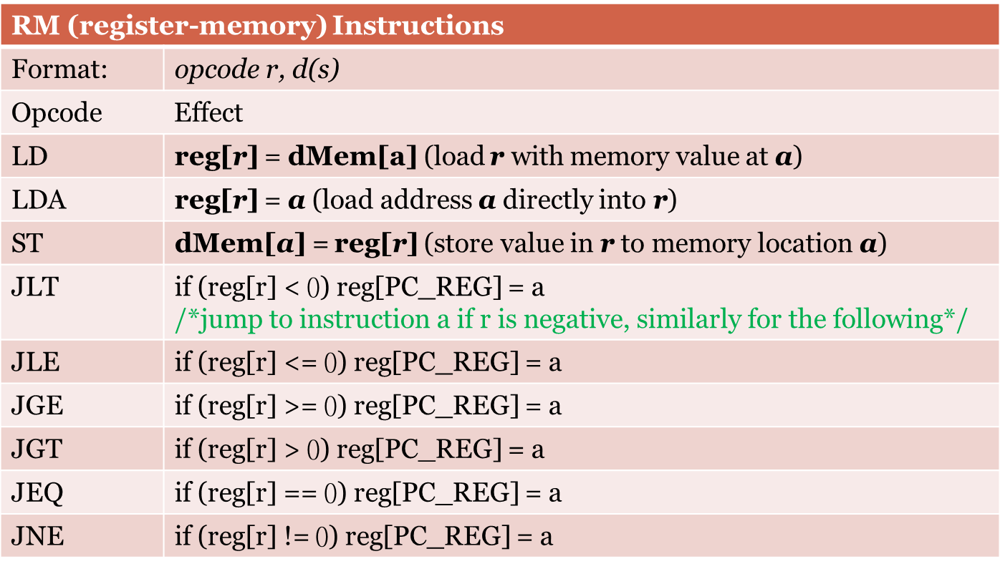 RM (register-memory) Instructions
Format: opcode r, d(s)
Opcode Effect
LD reg[r] = dMem[a] (load r with memory value at a)
LDA reg[r] = a (load address a directly into r)
ST dMem[a] = reg[r] (store value in r to memory location a)
JLT if (reg[r] < 0) reg[PC_REG] = a
/*jump to instruction a if r is negative, similarly for the following*/
JLE if (reg[r] <= 0) reg[PC_REG] = a
JGE if (reg[r] >= 0) reg[PC_REG] = a
JGT if (reg[r] > 0) reg[PC_REG] = a
JEQ if (reg[r] == 0) reg[PC_REG] = a
JNE if (reg[r] != 0) reg[PC_REG] = a